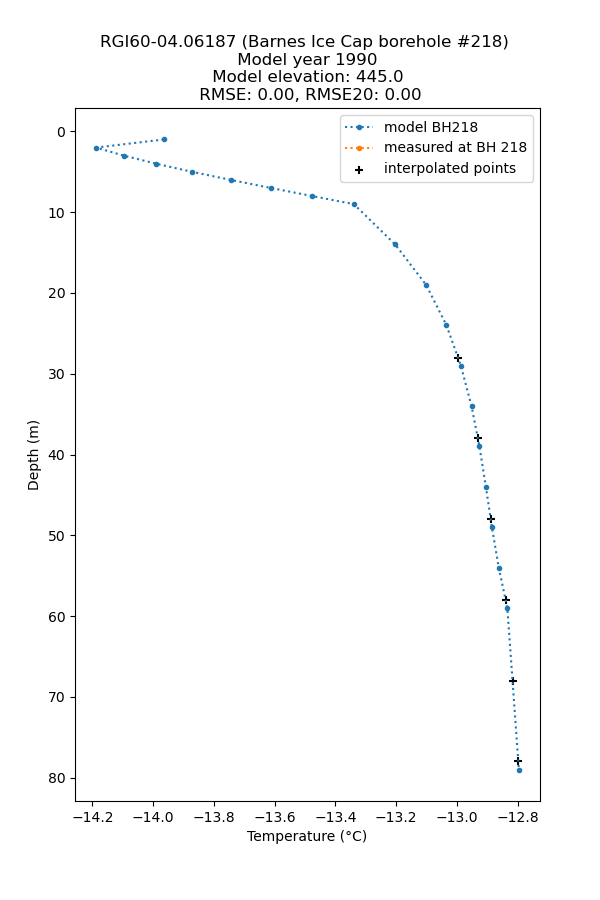 RGI60-04.06187 (Barnes Ice Cap borehole #218)
Model year 1990
Model elevation: 445.0
RMSE: 0.00, RMSE20: 0.00
model BH218
measured at BH 218
interpolated points
0
10
20
30
40
50
60
70
80
Depth (m)
−14.2 −14.0 −13.8 −13.6 −13.4 −13.2 −13.0 −12.8
Temperature (°C)